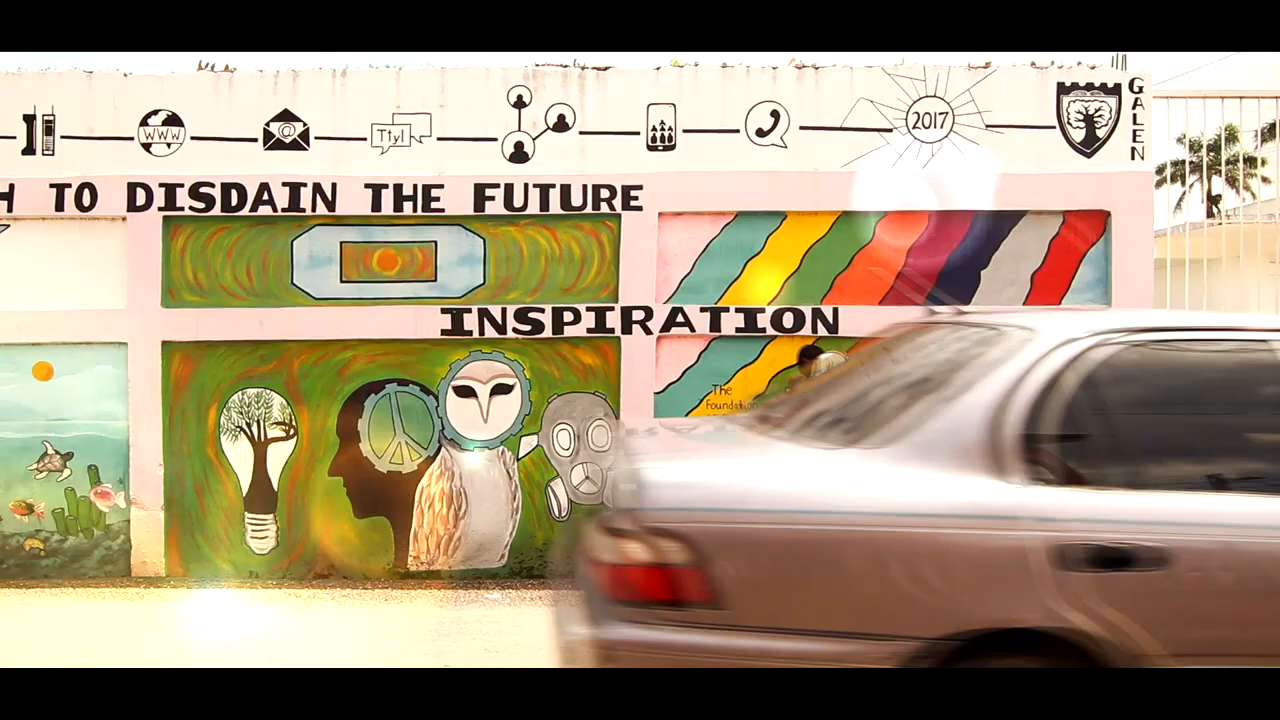 WWW
@
Ttyl
2017
GALEN
H TO DISDAIN THE FUTURE
INSPIRATION
The
Foundation